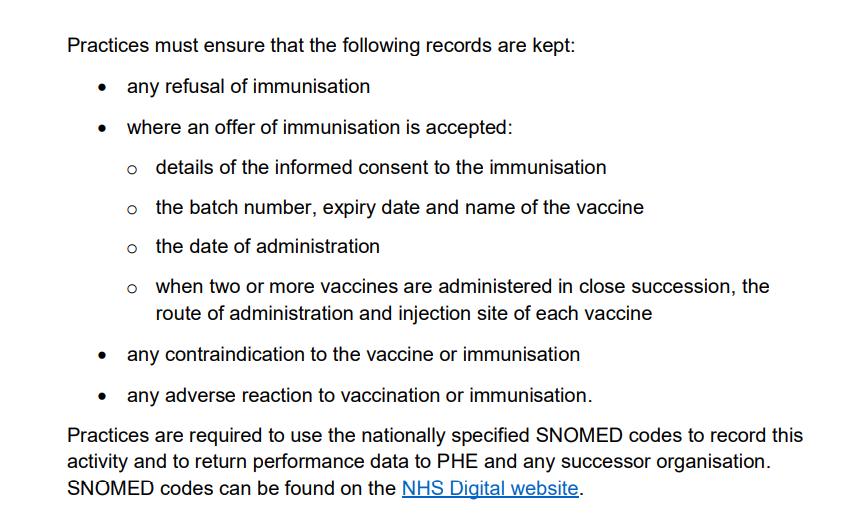 Practices must ensure that the following records are kept:
• any refusal of immunisation
• where an offer of immunisation is accepted:
o details of the informed consent to the immunisation
o the batch number, expiry date and name of the vaccine
o the date of administration
o when two or more vaccines are administered in close succession, the
route of administration and injection site of each vaccine
• any contraindication to the vaccine or immunisation
• any adverse reaction to vaccination or immunisation.
Practices are required to use the nationally specified SNOMED codes to record this
activity and to return performance data to PHE and any successor organisation.
SNOMED codes can be found on the NHS Digital website.